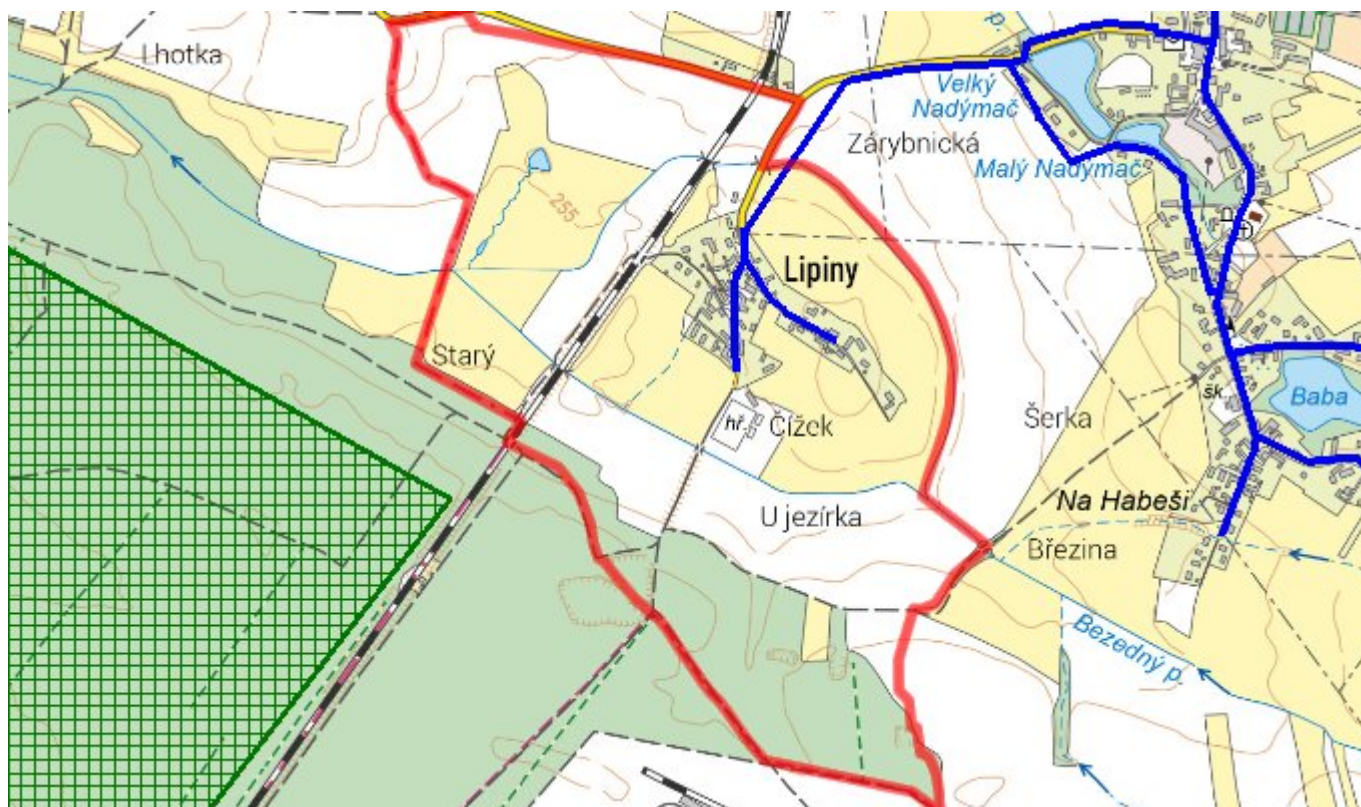 Lhotka
p.
Velký
Nadýmač
Zárybnická
Malý Nadýmač
255
Lipiny
Starý
Baba
šk.
hř.
Čížek
Šerka
Na Habeši
U jezírka
Březina
Bezedný p.